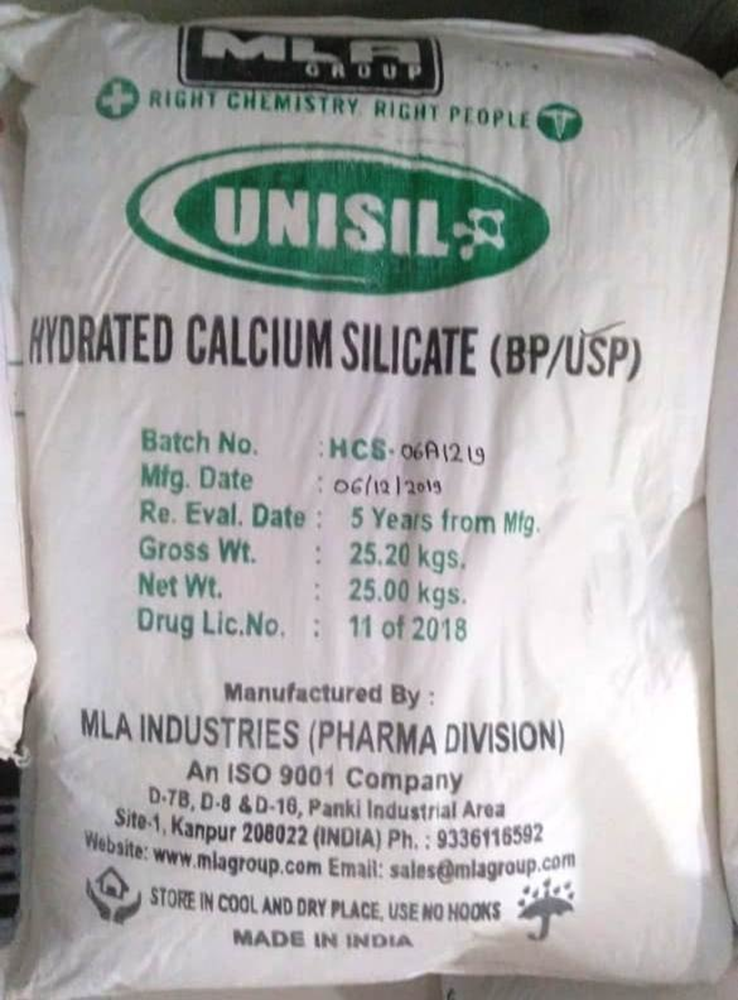 MLA
GROUP
RIGHT CHEMISTRY RIGHT PEOPLE
UNISIL
HYDRATED CALCIUM SILICATE (BP/USP)
Batch No. : HCS- 06A1219
Mfg. Date : 06/12/2019
Re. Eval. Date : 5 Years from Mfg.
Gross Wt. : 25.20 kgs.
Net Wt. : 25.00 kgs.
Drug Lic.No. : 11 of 2018
Manufactured By :
MLA INDUSTRIES (PHARMA DIVISION)
An ISO 9001 Company
D-7B, D-8 & D-16, Panki Industrial Area
Site-1, Kanpur 208022 (INDIA) Ph. : 9336116592
Website: www.mlagroup.com Email: sales@mlagroup.com
STORE IN COOL AND DRY PLACE, USE NO HOOKS
MADE IN INDIA